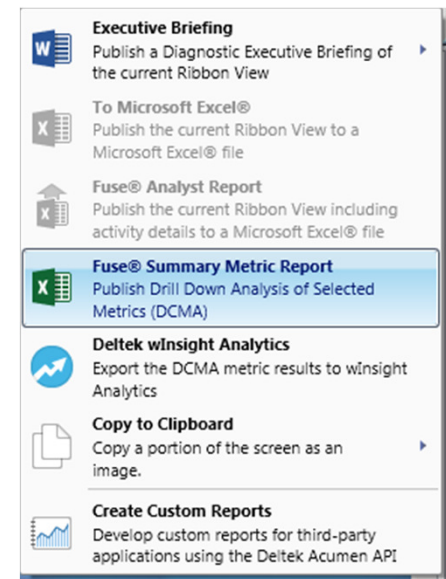 Executive Briefing
Publish a Diagnostic Executive Briefing of
the current Ribbon View
To Microsoft Excel®
Publish the current Ribbon View to a
Microsoft Excel® file
Fuse® Analyst Report
Publish the current Ribbon View including
activity details to a Microsoft Excel® file
Fuse® Summary Metric Report
Publish Drill Down Analysis of Selected
Metrics (DCMA)
Deltek wInsight Analytics
Export the DCMA metric results to wInsight
Analytics
Copy to Clipboard
Copy a portion of the screen as an
image.
Create Custom Reports
Develop custom reports for third-party
applications using the Deltek Acumen API